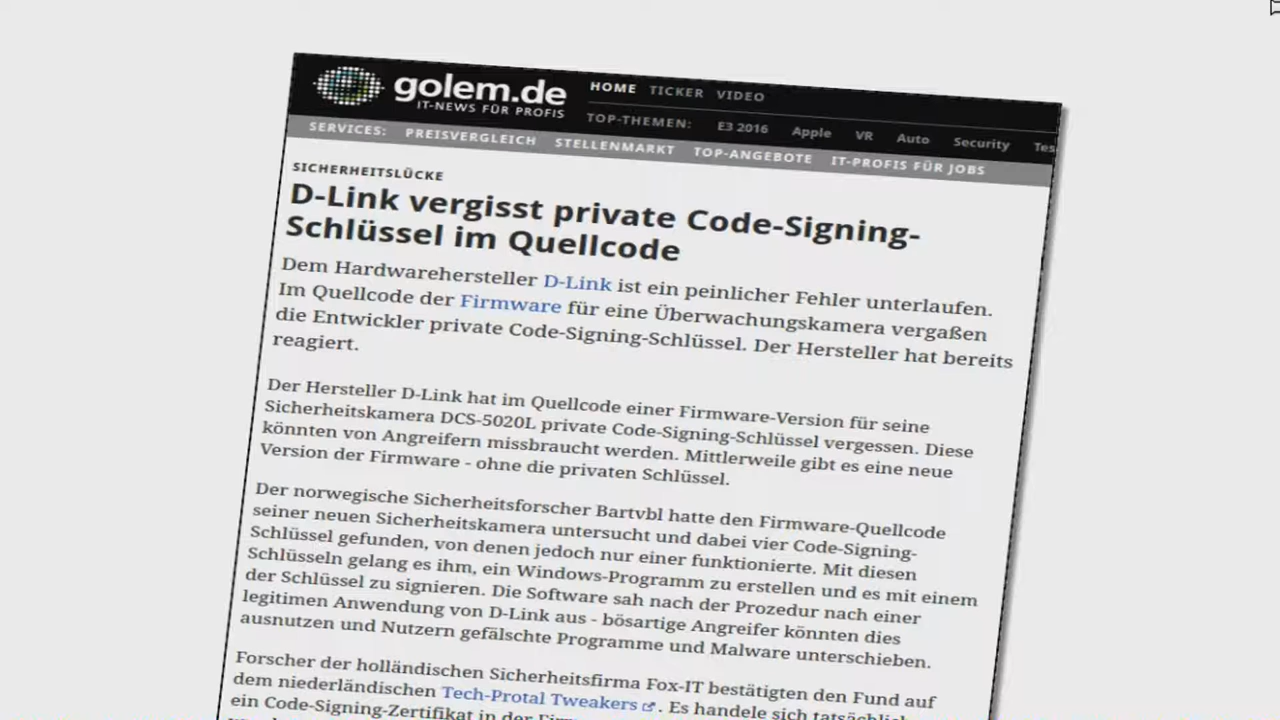 golem.de
IT-NEWS FÜR PROFIS
HOME TICKER VIDEO
TOP-THEMEN: E3 2016 Apple VR Auto Security Tes
SERVICES: PREISVERGLEICH STELLENMARKT TOP-ANGEBOTE IT-PROFIS FÜR JOBS
SICHERHEITSLÜCKE
D-Link vergisst private Code-Signing-
Schlüssel im Quellcode
Dem Hardwarehersteller D-Link ist ein peinlicher Fehler unterlaufen.
Im Quellcode der Firmware für eine Überwachungskamera vergaßen
die Entwickler private Code-Signing-Schlüssel. Der Hersteller hat bereits
reagiert.
Der Hersteller D-Link hat im Quellcode einer Firmware-Version für seine
Sicherheitskamera DCS-5020L private Code-Signing-Schlüssel vergessen. Diese
könnten von Angreifern missbraucht werden. Mittlerweile gibt es eine neue
Version der Firmware - ohne die privaten Schlüssel.
Der norwegische Sicherheitsforscher Bartvbl hatte den Firmware-Quellcode
seiner neuen Sicherheitskamera untersucht und dabei vier Code-Signing-
Schlüssel gefunden, von denen jedoch nur einer funktionierte. Mit diesen
Schlüsseln gelang es ihm, ein Windows-Programm zu erstellen und es mit einem
der Schlüssel zu signieren. Die Software sah nach der Prozedur nach einer
legitimen Anwendung von D-Link aus - bösartige Angreifer könnten dies
ausnutzen und Nutzern gefälschte Programme und Malware unterschieben.
Forscher der holländischen Sicherheitsfirma Fox-IT bestätigten den Fund auf
dem niederländischen Tech-Protal Tweakers. Es handele sich tatsächlich
ein Code-Signing-Zertifikat in der